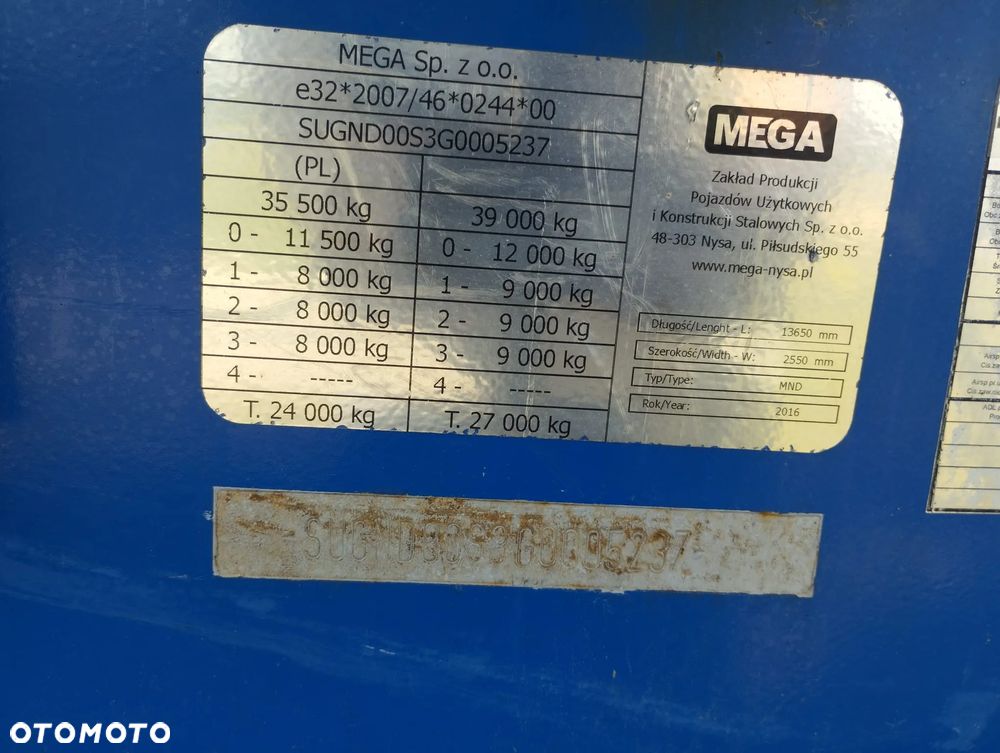 MEGA Sp. z o.o.
e32*2007/46*0244*00
SUGND00S3G0005237
(PL)
35 500 kg 39 000 kg
0 - 11 500 kg 0 - 12 000 kg
1 - 8 000 kg 1 - 9 000 kg
2 - 8 000 kg 2 - 9 000 kg
3 - 8 000 kg 3 - 9 000 kg
4 - ----- 4 - -----
T. 24 000 kg T. 27 000 kg
MEGA
Zakład Produkcji
Pojazdów Użytkowych
i Konstrukcji Stalowych Sp. z o.o.
48-303 Nysa, ul. Piłsudskiego 55
www.mega-nysa.pl
Długość/Lenght - L: 13650 mm
Szerokość/Width - W: 2550 mm
Typ/Type: MND
Rok/Year: 2016
SUGND00S3G0005237
OTOMOTO